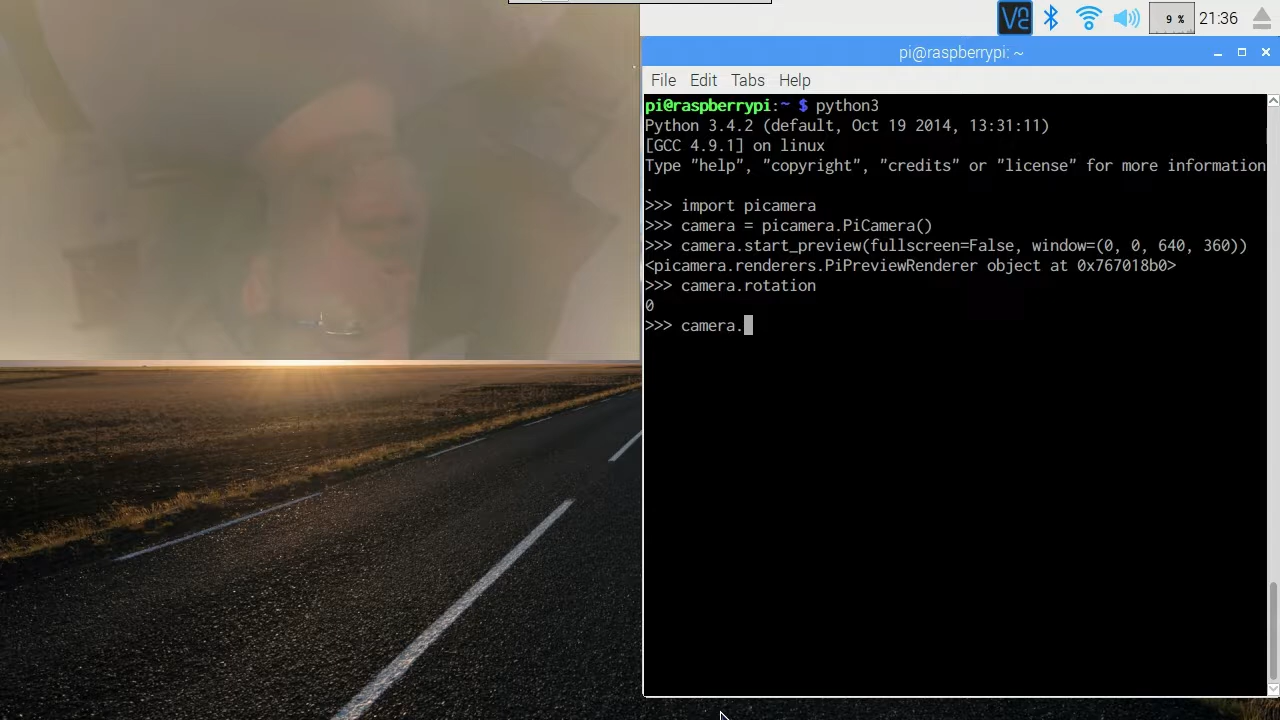 9 %
21:36
pi@raspberrypi: ~
File Edit Tabs Help
pi@raspberrypi:~ $ python3
Python 3.4.2 (default, Oct 19 2014, 13:31:11)
[GCC 4.9.1] on linux
Type "help", "copyright", "credits" or "license" for more information
.
>>> import picamera
>>> camera = picamera.PiCamera()
>>> camera.start_preview(fullscreen=False, window=(0, 0, 640, 360))
<picamera.renderers.PiPreviewRenderer object at 0x767018b0>
>>> camera.rotation
0
>>> camera.